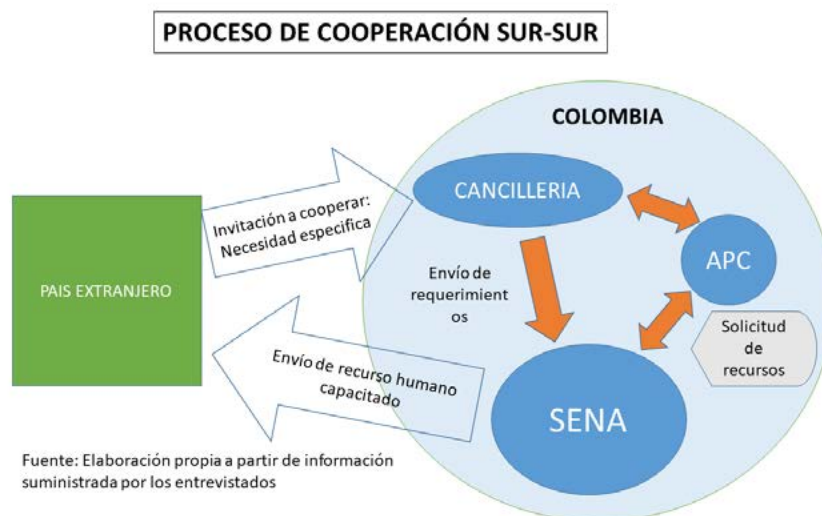 PROCESO DE COOPERACIÓN SUR-SUR
COLOMBIA
CANCILLERIA
Invitación a cooperar:
Necesidad especifica
APC
PAIS EXTRANJERO
Envío de
requerimient
os
Solicitud
de
recursos
Envío de recurso humano
capacitado
SENA
Fuente: Elaboración propia a partir de información
suministrada por los entrevistados